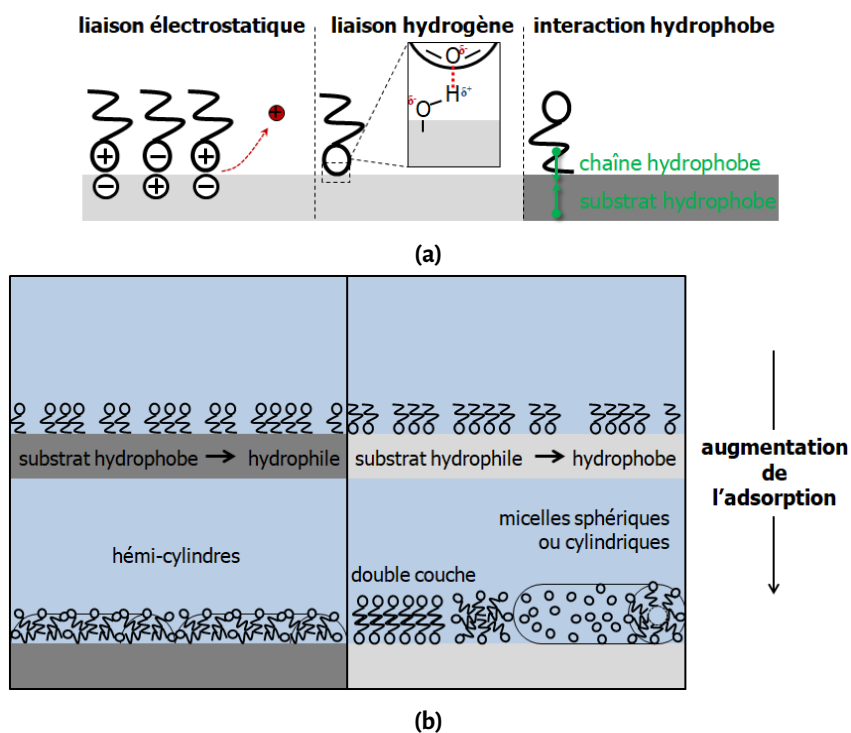 liaison électrostatique
liaison hydrogène
interaction hydrophobe
δ-
O
H
δ+
δ-
O
+
+
-
+
-
+
-
chaîne hydrophobe
substrat hydrophobe
(a)
substrat hydrophobe → hydrophile
substrat hydrophile → hydrophobe
augmentation
de
l'adsorption
hémi-cylindres
micelles sphériques
ou cylindriques
double couche
(b)